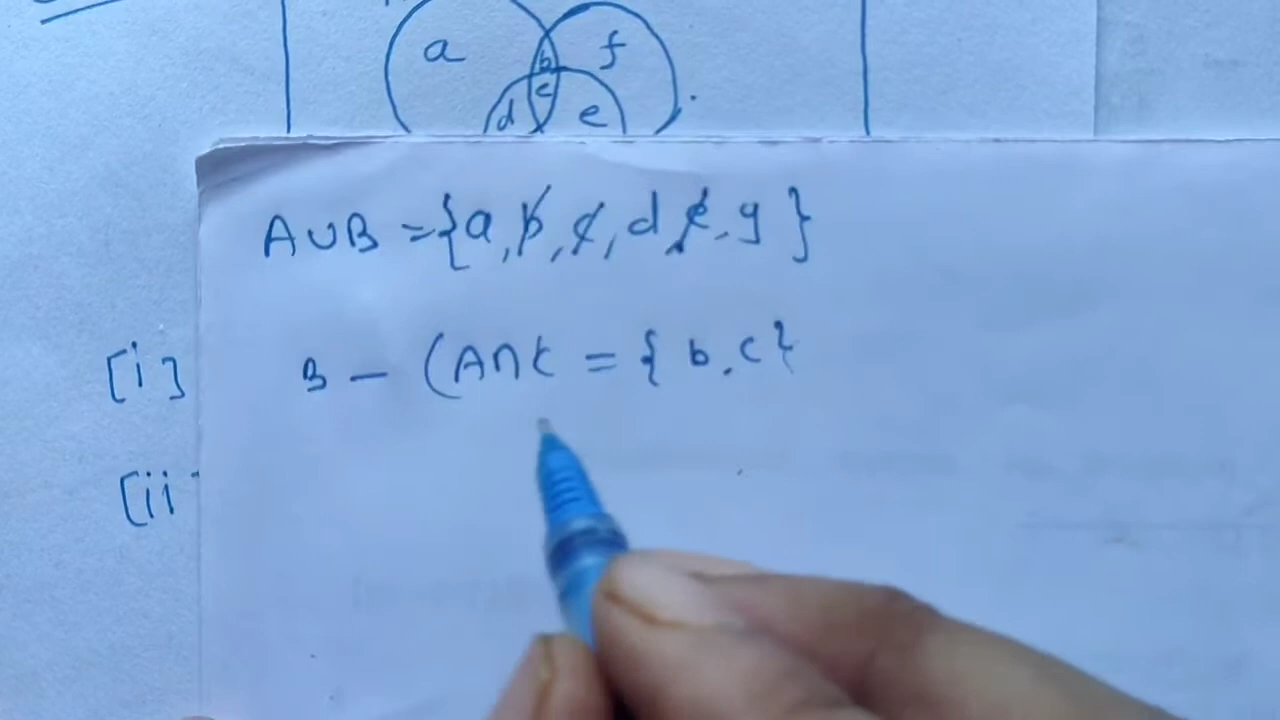 a f
b
c
d e
A∪B = {a, b, c, d, e, g }
[i] B – (A∩C = { b, c }
[ii